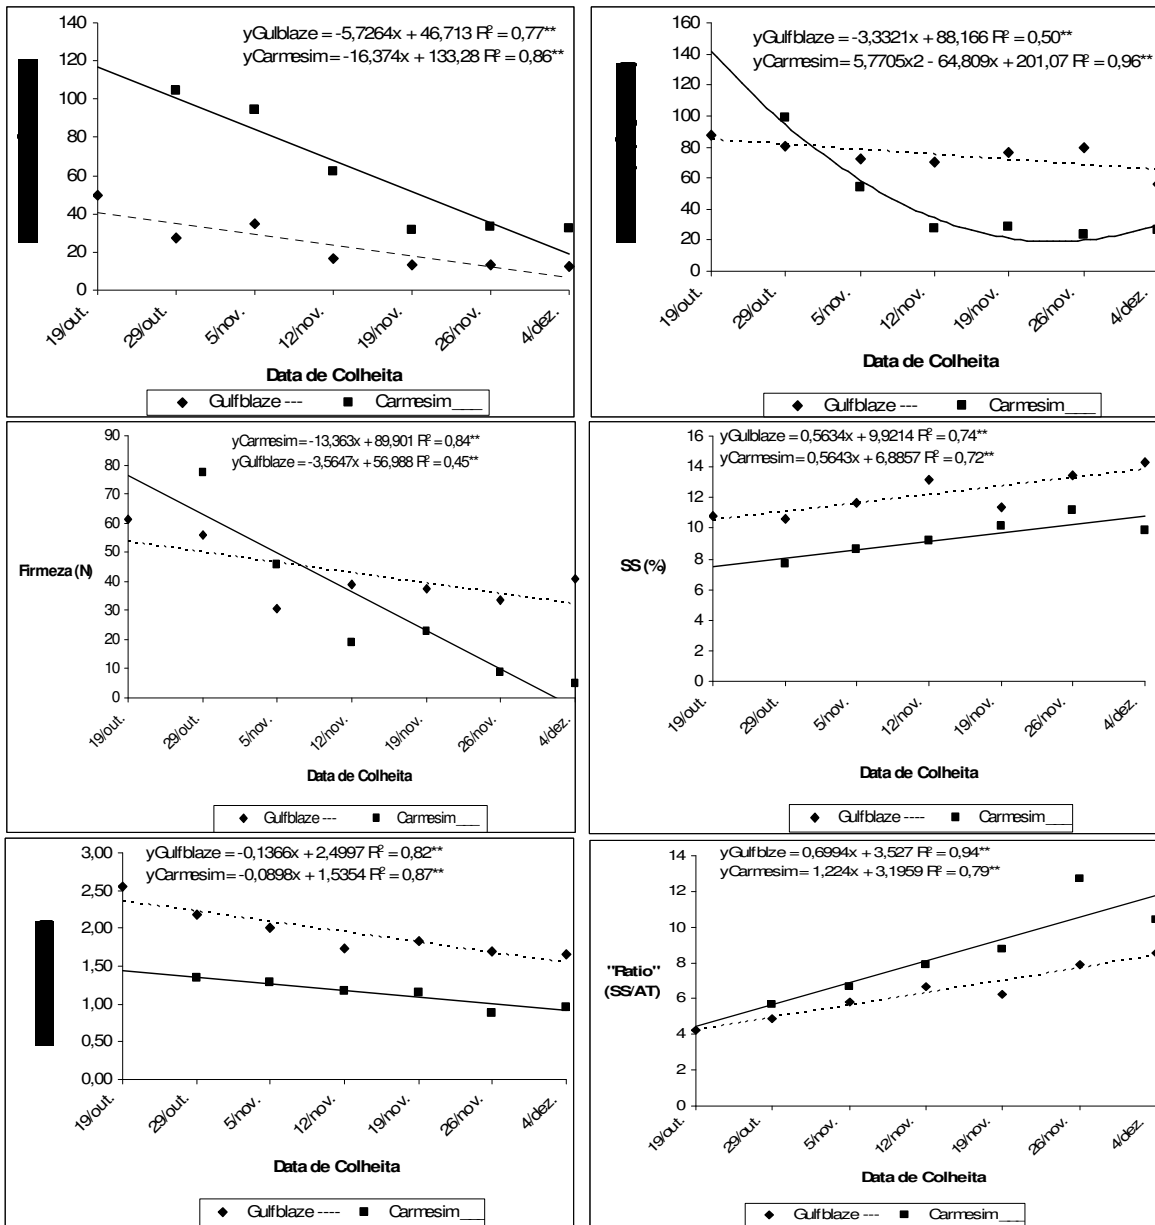 yGulblaze = -5,7264x + 46,713 R² = 0,77**
yCarmesim = -16,374x + 133,28 R² = 0,86**
140
120
100
80
60
40
20
0
19/out.
29/out.
5/nov.
12/nov.
19/nov.
26/nov.
4/dez.
Data de Colheita
Gulfblaze ---
Carmesim___
yGulfblaze = -3,3321x + 88,166 R² = 0,50**
yCarmesim = 5,7705x2 - 64,809x + 201,07 R² = 0,96**
160
140
120
100
80
60
40
20
0
19/out.
29/out.
5/nov.
12/nov.
19/nov.
26/nov.
4/dez.
Data de Colheita
Gulfblaze ---
Carmesim___
yCarmesim = -13,363x + 89,901 R² = 0,84**
yGulfblaze = -3,5647x + 56,988 R² = 0,45**
90
80
70
60
50
40
30
20
10
0
Firmeza (N)
19/out.
29/out.
5/nov.
12/nov.
19/nov.
26/nov.
4/dez.
Data de Colheita
Gulfblaze ---
Carmesim___
yGulblaze = 0,5634x + 9,9214 R² = 0,74**
yCarmesim = 0,5643x + 6,8857 R² = 0,72**
16
14
12
10
8
6
4
2
0
SS (%)
19/out.
29/out.
5/nov.
12/nov.
19/nov.
26/nov.
4/dez.
Data de Colheita
Gulfblaze ----
Carmesim___
yGulfblaze = -0,1366x + 2,4997 R² = 0,82**
yCarmesim = -0,0898x + 1,5354 R² = 0,87**
3,00
2,50
2,00
1,50
1,00
0,50
0,00
19/out.
29/out.
5/nov.
12/nov.
19/nov.
26/nov.
4/dez.
Data de Colheita
Gulfblaze ----
Carmesim___
yGulfblze = 0,6994x + 3,527 R² = 0,94**
yCarmesim = 1,224x + 3,1959 R² = 0,79**
14
12
10
8
6
4
2
0
"Ratio"
(SS/AT)
19/out.
29/out.
5/nov.
12/nov.
19/nov.
26/nov.
4/dez.
Data de Colheita
Gulfblaze ---
Carmesim___